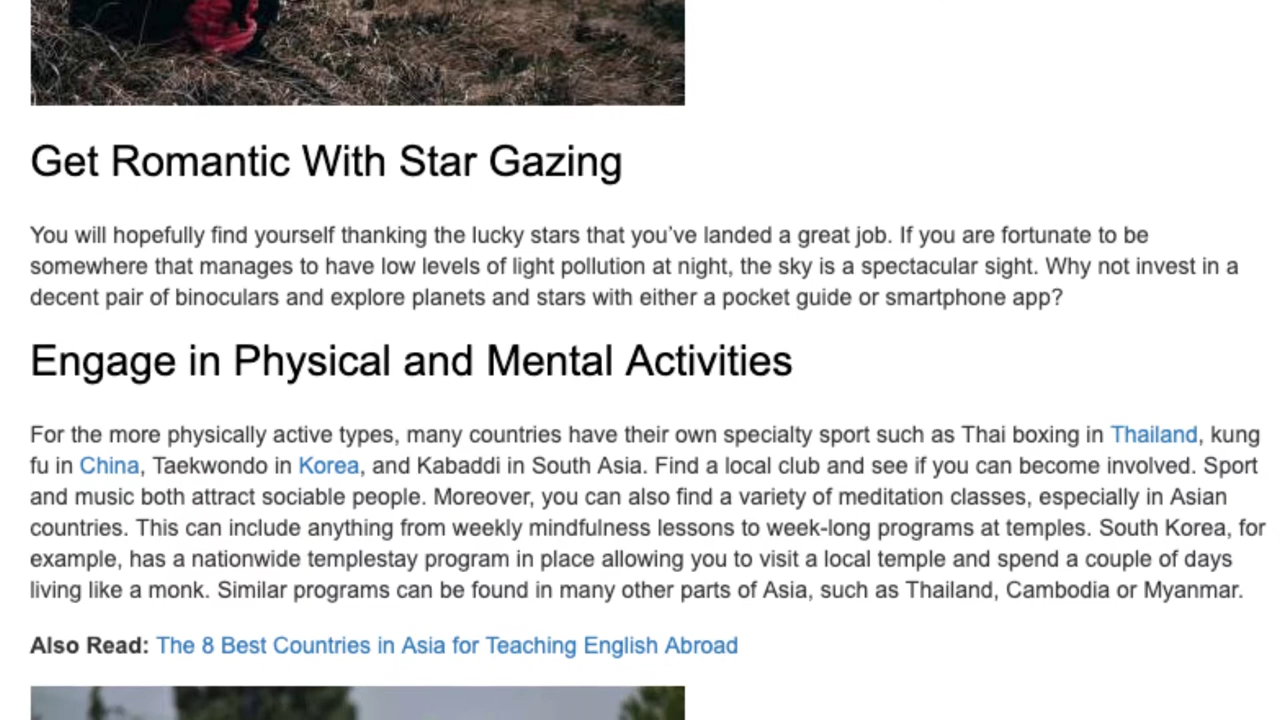 Get Romantic With Star Gazing
You will hopefully find yourself thanking the lucky stars that you’ve landed a great job. If you are fortunate to be
somewhere that manages to have low levels of light pollution at night, the sky is a spectacular sight. Why not invest in a
decent pair of binoculars and explore planets and stars with either a pocket guide or smartphone app?
Engage in Physical and Mental Activities
For the more physically active types, many countries have their own specialty sport such as Thai boxing in Thailand, kung
fu in China, Taekwondo in Korea, and Kabaddi in South Asia. Find a local club and see if you can become involved. Sport
and music both attract sociable people. Moreover, you can also find a variety of meditation classes, especially in Asian
countries. This can include anything from weekly mindfulness lessons to week-long programs at temples. South Korea, for
example, has a nationwide templestay program in place allowing you to visit a local temple and spend a couple of days
living like a monk. Similar programs can be found in many other parts of Asia, such as Thailand, Cambodia or Myanmar.
Also Read: The 8 Best Countries in Asia for Teaching English Abroad